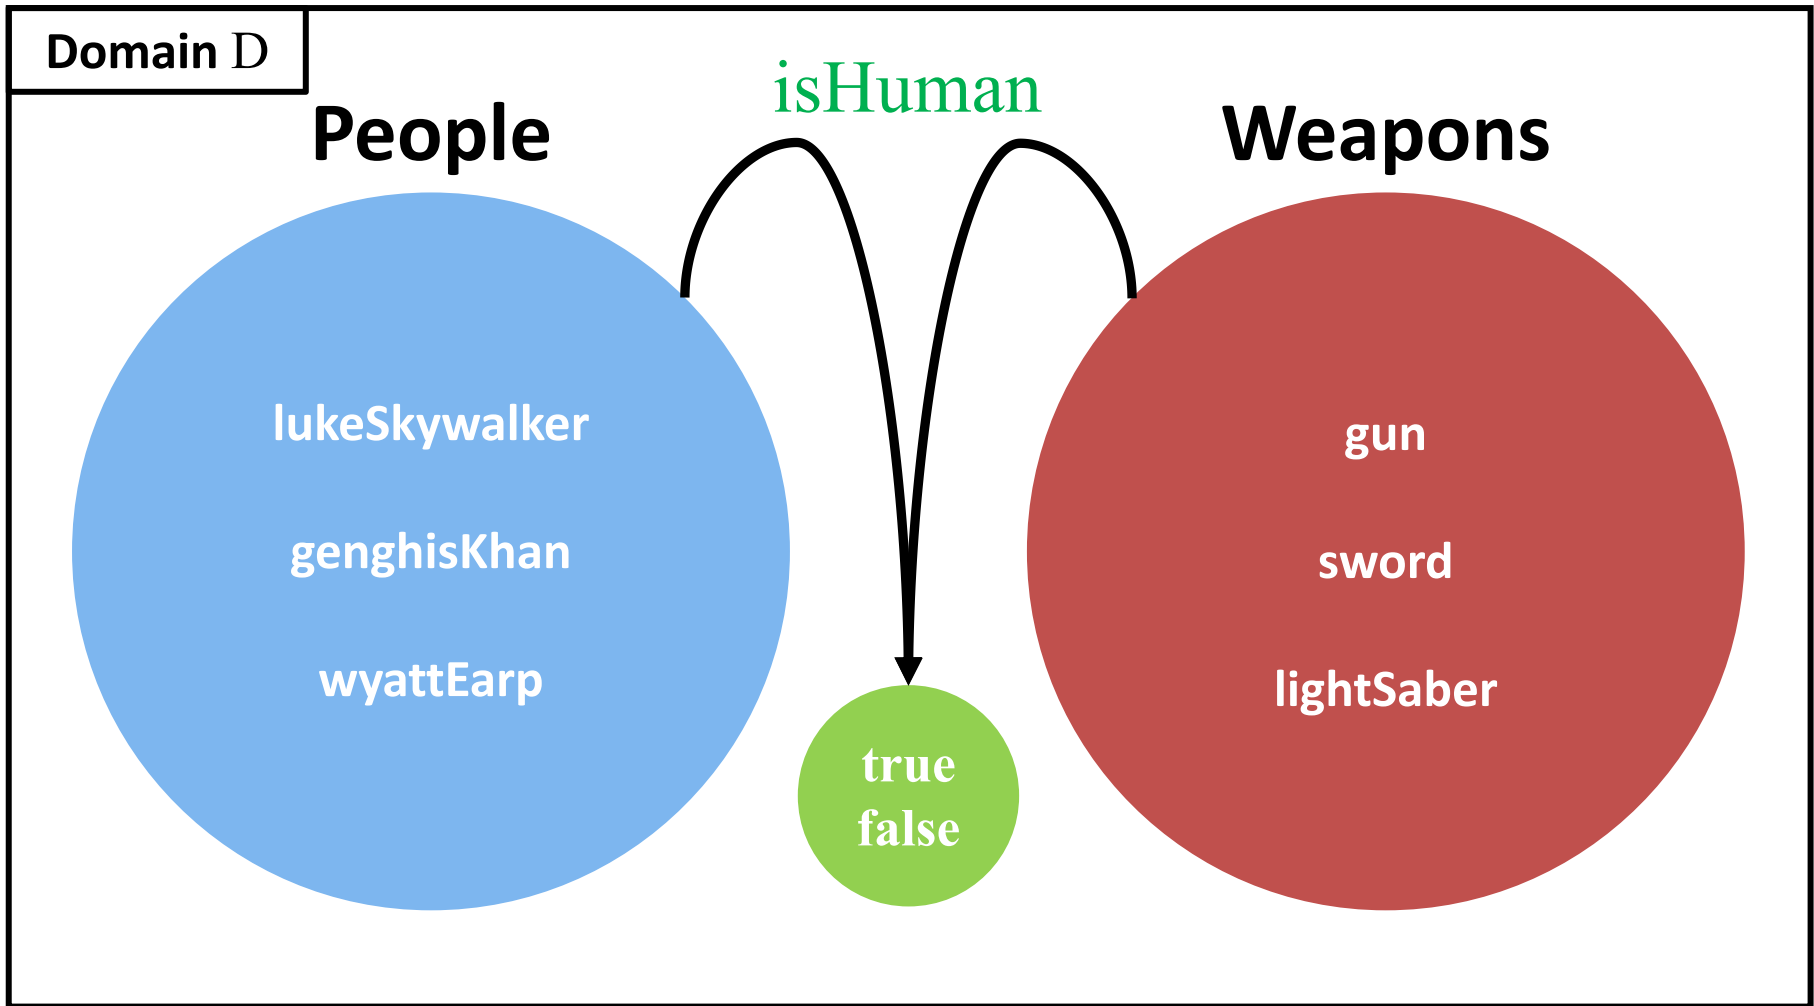 Domain D
isHuman
People
Weapons
lukeSkywalker
genghisKhan
wyattEarp
gun
sword
lightSaber
true
false